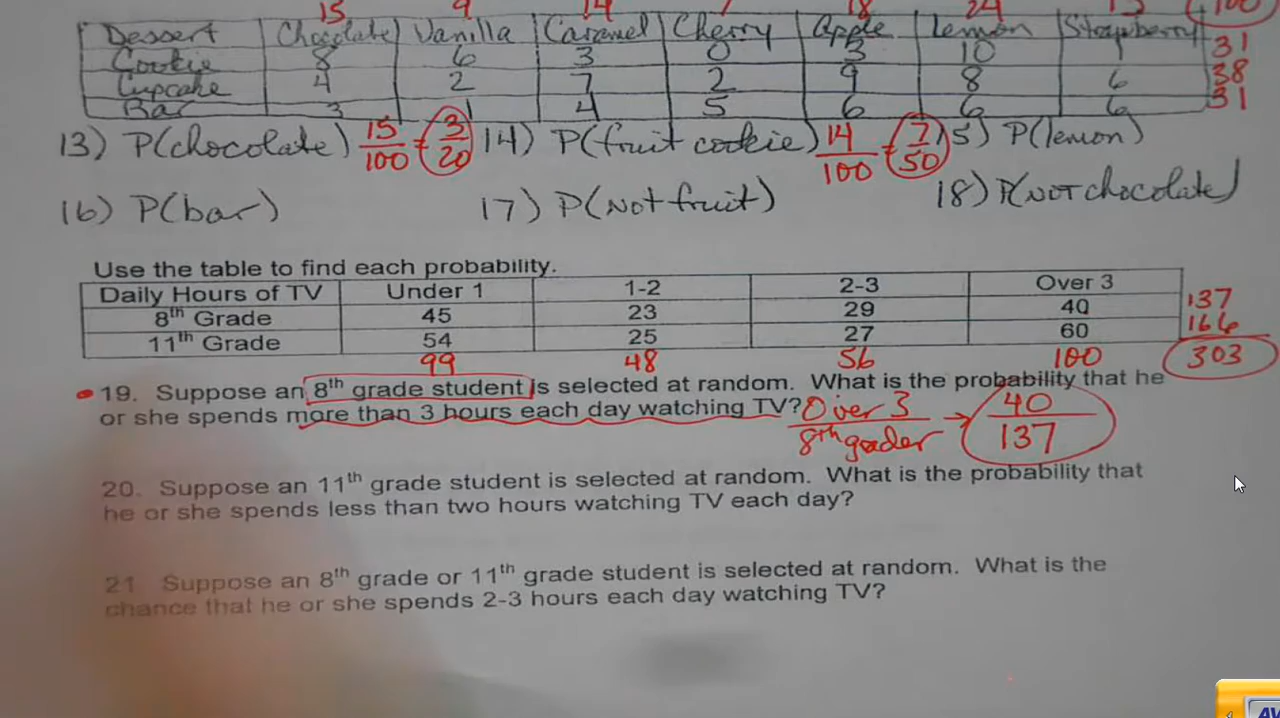 15 9 14 18 24 100
Dessert Chocolate Vanilla Caramel Cherry Apple Lemon Strawberry
Cookie 8 6 3 0 3 10 1 31
Cupcake 4 2 7 2 9 8 6 38
Bar 3 1 4 5 6 6 6 31
13) P(chocolate) 15/100 = 3/20 14) P(fruit cookie) 14/100 = 7/50 15) P(lemon)
16) P(bar) 17) P(Not fruit) 18) P(NOT chocolate)
Use the table to find each probability.
Daily Hours of TV Under 1 1-2 2-3 Over 3
8th Grade 45 23 29 40 137
11th Grade 54 25 27 60 166
99 48 56 100 303
19. Suppose an 8th grade student is selected at random. What is the probability that he
or she spends more than 3 hours each day watching TV? Over 3/8th grader → 40/137
20. Suppose an 11th grade student is selected at random. What is the probability that
he or she spends less than two hours watching TV each day?
21. Suppose an 8th grade or 11th grade student is selected at random. What is the
chance that he or she spends 2-3 hours each day watching TV?